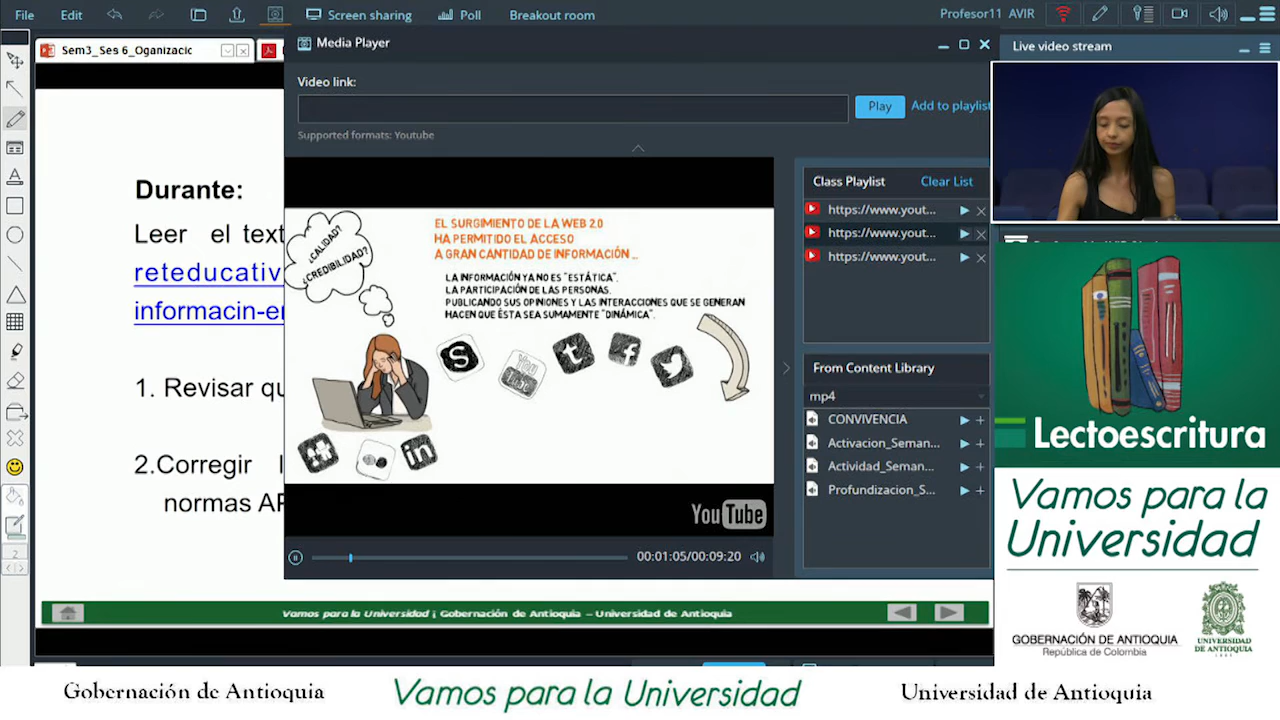 File Edit Screen sharing Poll Breakout room Profesor11 AVIR
Sem3_Ses 6_Oganizacic
Media Player
Live video stream
Video link:
Play Add to playlist
Supported formats: Youtube
Durante:
Leer el text
reteducativ
informacin-en
1. Revisar qu
2.Corregir l
normas AP
¿CALIDAD?
¿CREDIBILIDAD?
EL SURGIMIENTO DE LA WEB 2.0
HA PERMITIDO EL ACCESO
A GRAN CANTIDAD DE INFORMACIÓN ...
LA INFORMACIÓN YA NO ES "ESTÁTICA".
LA PARTICIPACIÓN DE LAS PERSONAS.
PUBLICANDO SUS OPINIONES Y LAS INTERACCIONES QUE SE GENERAN
HACEN QUE ÉSTA SEA SUMAMENTE "DINÁMICA".
S
You
Tube
t
f
in
YouTube
00:01:05/00:09:20
Class Playlist Clear List
https://www.yout...
https://www.yout...
https://www.yout...
From Content Library
mp4
CONVIVENCIA
Activacion_Seman...
Actividad_Seman...
Profundizacion_S...
2
Vamos para la Universidad ¡ Gobernación de Antioquia – Universidad de Antioquia
Lectoescritura
Vamos para la
Universidad
GOBERNACIÓN DE ANTIOQUIA
República de Colombia
UNIVERSIDAD
DE ANTIOQUIA
Gobernación de Antioquia Vamos para la Universidad Universidad de Antioquia